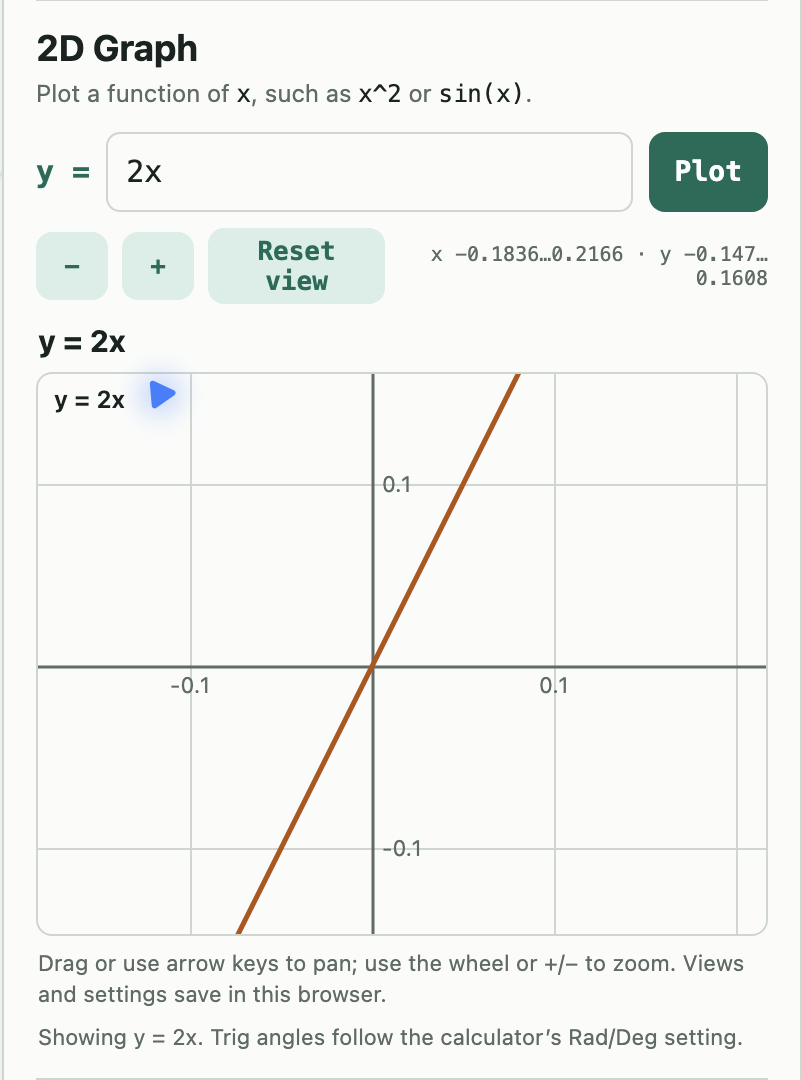 2D Graph
Plot a function of x, such as x^2 or sin(x).
y = 2x Plot
− + Reset view x −0.1836…0.2166 · y −0.147…0.1608
y = 2x
y = 2x
0.1
-0.1 0.1
-0.1
Drag or use arrow keys to pan; use the wheel or +/− to zoom. Views
and settings save in this browser.
Showing y = 2x. Trig angles follow the calculator’s Rad/Deg setting.